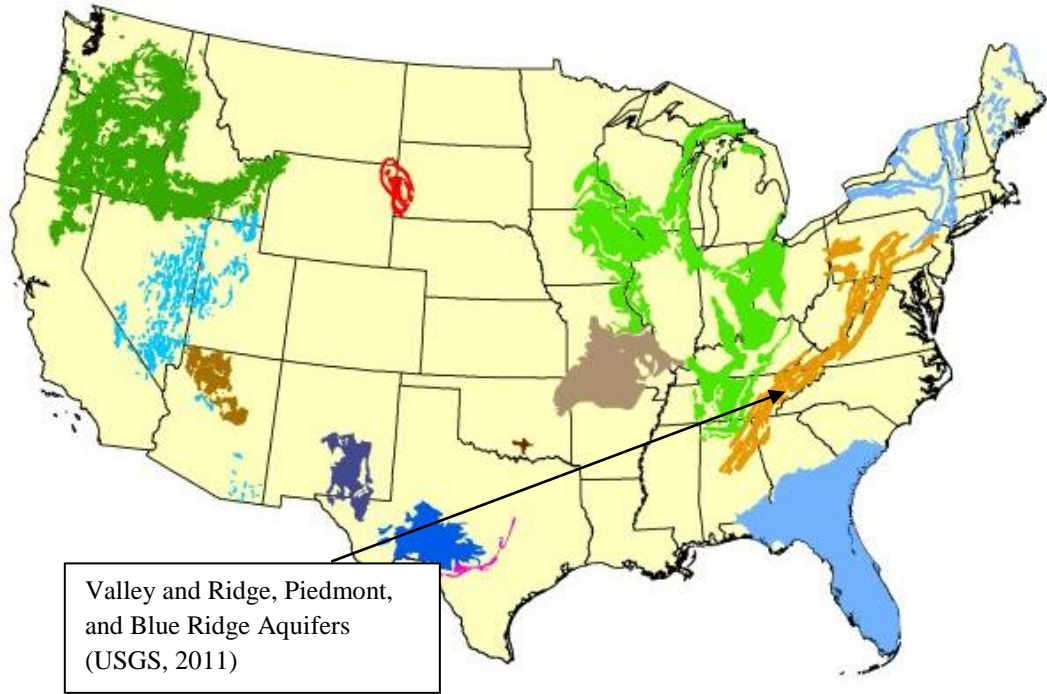 Valley and Ridge, Piedmont,
and Blue Ridge Aquifers
(USGS, 2011)